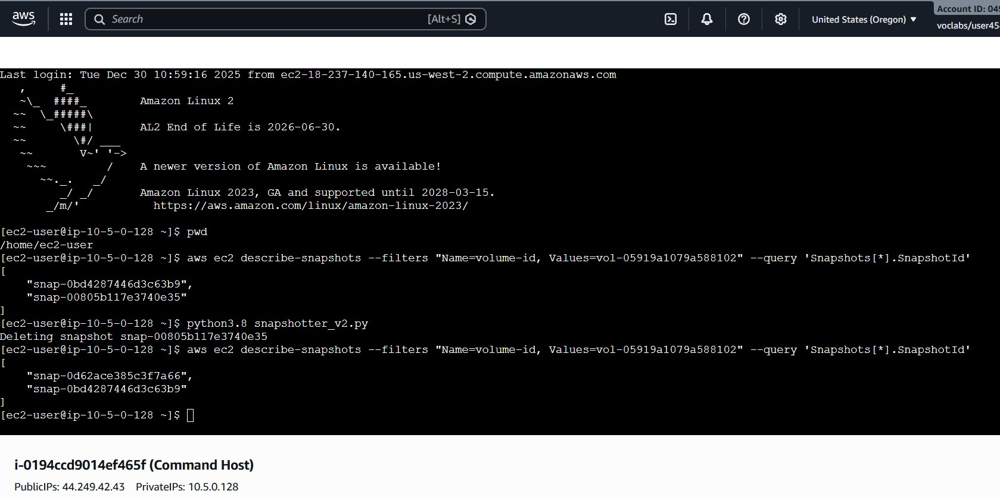 aws
Search [Alt+S]
United States (Oregon)
Account ID: 049
voclabs/user45
Last login: Tue Dec 30 10:59:16 2025 from ec2-18-237-140-165.us-west-2.compute.amazonaws.com
   ,     #_
   ~\_  ####_        Amazon Linux 2
  ~~  \_#####\
  ~~     \###|       AL2 End of Life is 2026-06-30.
  ~~       \#/ ___
   ~~       V~' '->
    ~~~         /    A newer version of Amazon Linux is available!
      ~~._.   _/
         _/ _/       Amazon Linux 2023, GA and supported until 2028-03-15.
       _/m/'           https://aws.amazon.com/linux/amazon-linux-2023/
[ec2-user@ip-10-5-0-128 ~]$ pwd
/home/ec2-user
[ec2-user@ip-10-5-0-128 ~]$ aws ec2 describe-snapshots --filters "Name=volume-id, Values=vol-05919a1079a588102" --query 'Snapshots[*].SnapshotId'
[
    "snap-0bd4287446d3c63b9",
    "snap-00805b117e3740e35"
]
[ec2-user@ip-10-5-0-128 ~]$ python3.8 snapshotter_v2.py
Deleting snapshot snap-00805b117e3740e35
[ec2-user@ip-10-5-0-128 ~]$ aws ec2 describe-snapshots --filters "Name=volume-id, Values=vol-05919a1079a588102" --query 'Snapshots[*].SnapshotId'
[
    "snap-0d62ace385c3f7a66",
    "snap-0bd4287446d3c63b9"
]
[ec2-user@ip-10-5-0-128 ~]$
i-0194ccd9014ef465f (Command Host)
PublicIPs: 44.249.42.43 PrivateIPs: 10.5.0.128